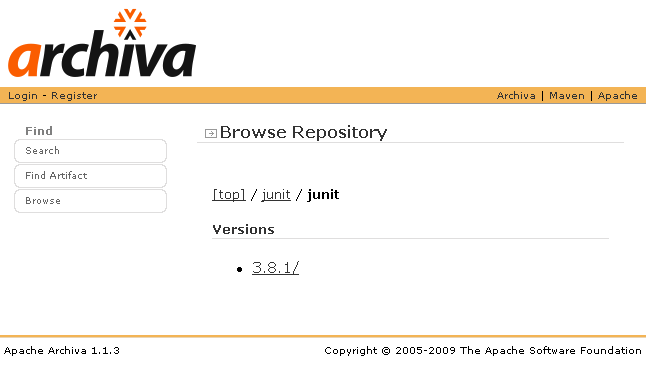 archiva
Login - Register
Archiva | Maven | Apache
Find
Search
Find Artifact
Browse
Browse Repository
[top] / junit / junit
Versions
3.8.1/
Apache Archiva 1.1.3
Copyright © 2005-2009 The Apache Software Foundation